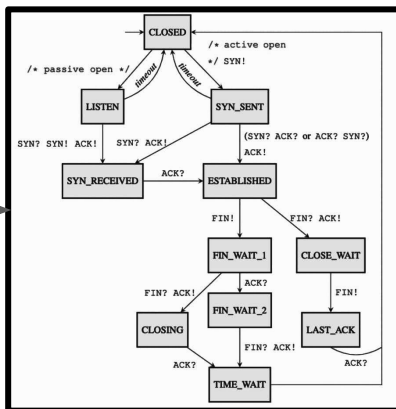 CLOSED
/* active open
*/ SYN!
/* passive open */
timeout
timeout
LISTEN
SYN_SENT
(SYN? ACK? or ACK? SYN?)
ACK!
SYN? SYN! ACK!
SYN? ACK!
SYN_RECEIVED
ACK?
ESTABLISHED
FIN!
FIN? ACK!
FIN_WAIT_1
CLOSE_WAIT
FIN? ACK!
ACK?
FIN!
CLOSING
FIN_WAIT_2
LAST_ACK
ACK?
FIN? ACK!
ACK?
TIME_WAIT